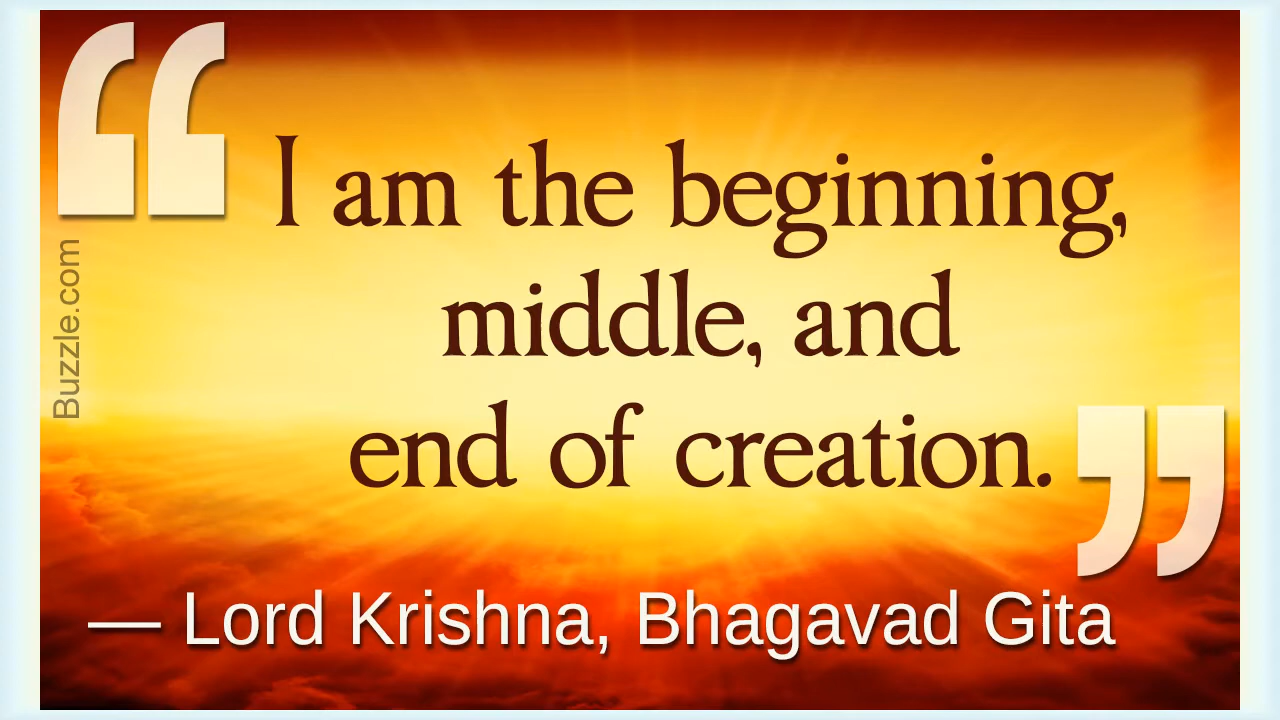 “
I am the beginning,
middle, and
end of creation.
”
— Lord Krishna, Bhagavad Gita
Buzzle.com